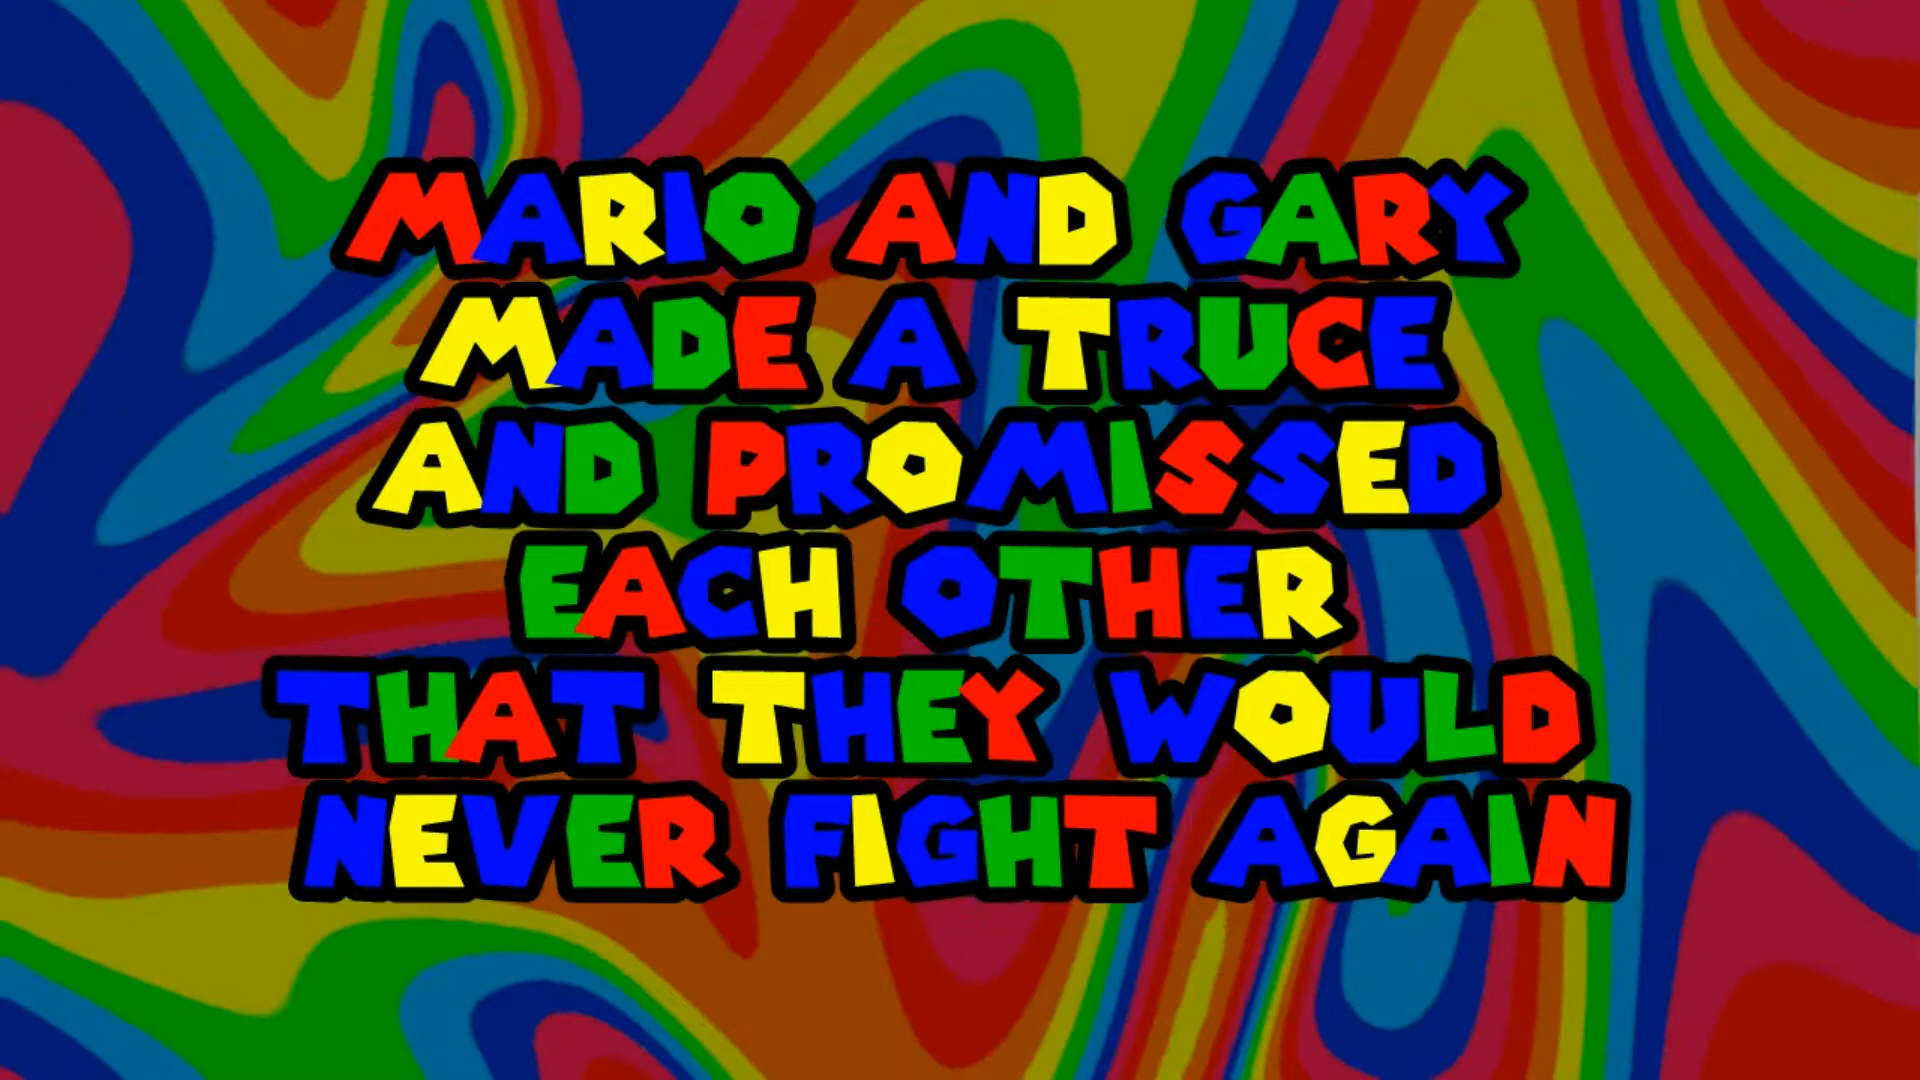 MARIO AND GARY
MADE A TRUCE
AND PROMISSED
EACH OTHER
THAT THEY WOULD
NEVER FIGHT AGAIN